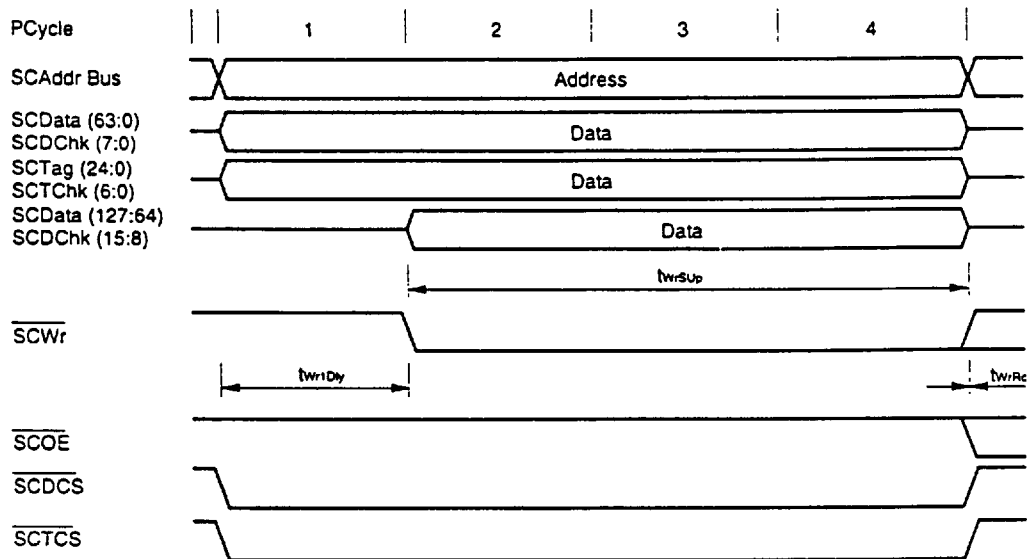 PCycle 1 2 3 4
SCAddr Bus Address
SCData (63:0)
SCDChk (7:0)
Data
SCTag (24:0)
SCTChk (6:0)
Data
SCData (127:64)
SCDChk (15:8)
Data
tWrSUp
SCWr
tWr1Dly
tWrRc
SCOE
SCDCS
SCTCS